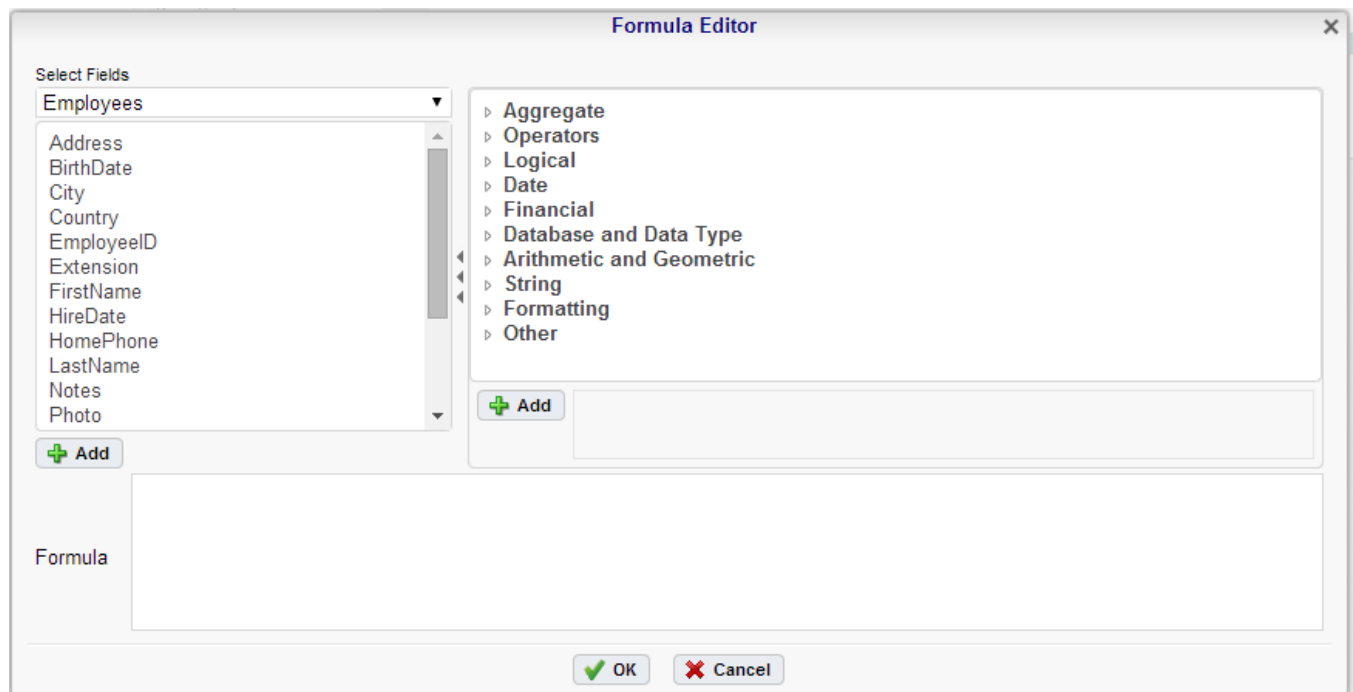 Formula Editor
Select Fields
Employees
Address
BirthDate
City
Country
EmployeeID
Extension
FirstName
HireDate
HomePhone
LastName
Notes
Photo
Add
Aggregate
Operators
Logical
Date
Financial
Database and Data Type
Arithmetic and Geometric
String
Formatting
Other
Add
Formula
OK
Cancel